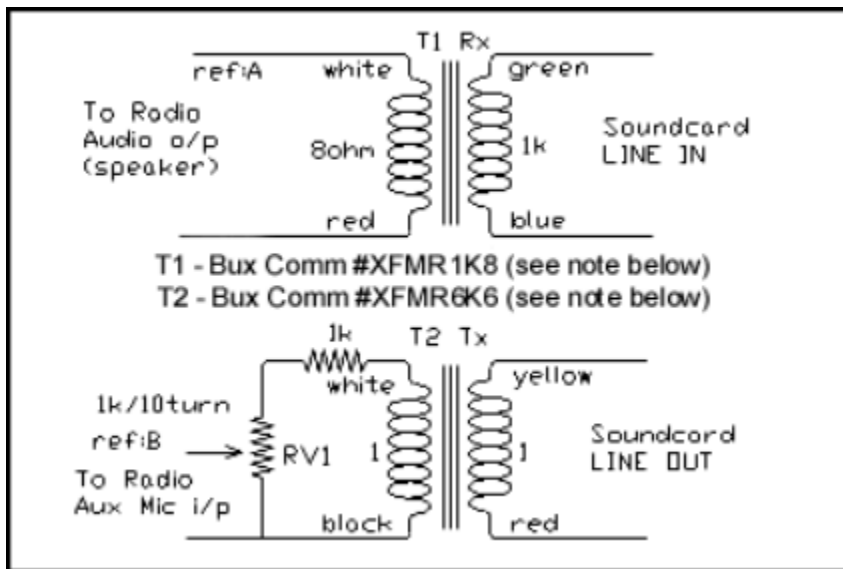 T1 Rx
ref:A white green
To Radio
Audio o/p
(speaker)
8ohm 1k
Soundcard
LINE IN
red blue
T1 - Bux Comm #XFMR1K8 (see note below)
T2 - Bux Comm #XFMR6K6 (see note below)
1k T2 Tx
white yellow
1k/10turn
ref:B
RV1 1 1
Soundcard
LINE OUT
To Radio
Aux Mic i/p
black red